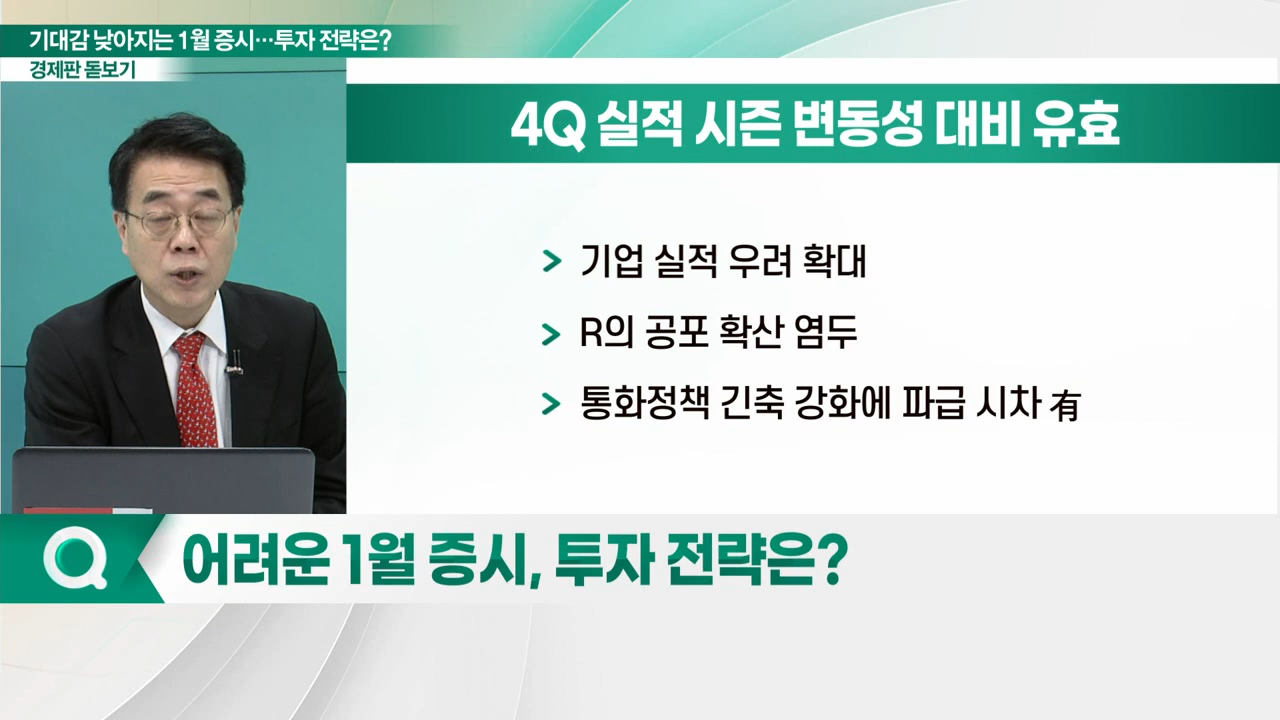 기대감 낮아지는 1월 증시…투자 전략은?
경제판 돋보기
4Q 실적 시즌 변동성 대비 유효
> 기업 실적 우려 확대
> R의 공포 확산 염두
> 통화정책 긴축 강화에 파급 시차 有
Q 어려운 1월 증시, 투자 전략은?